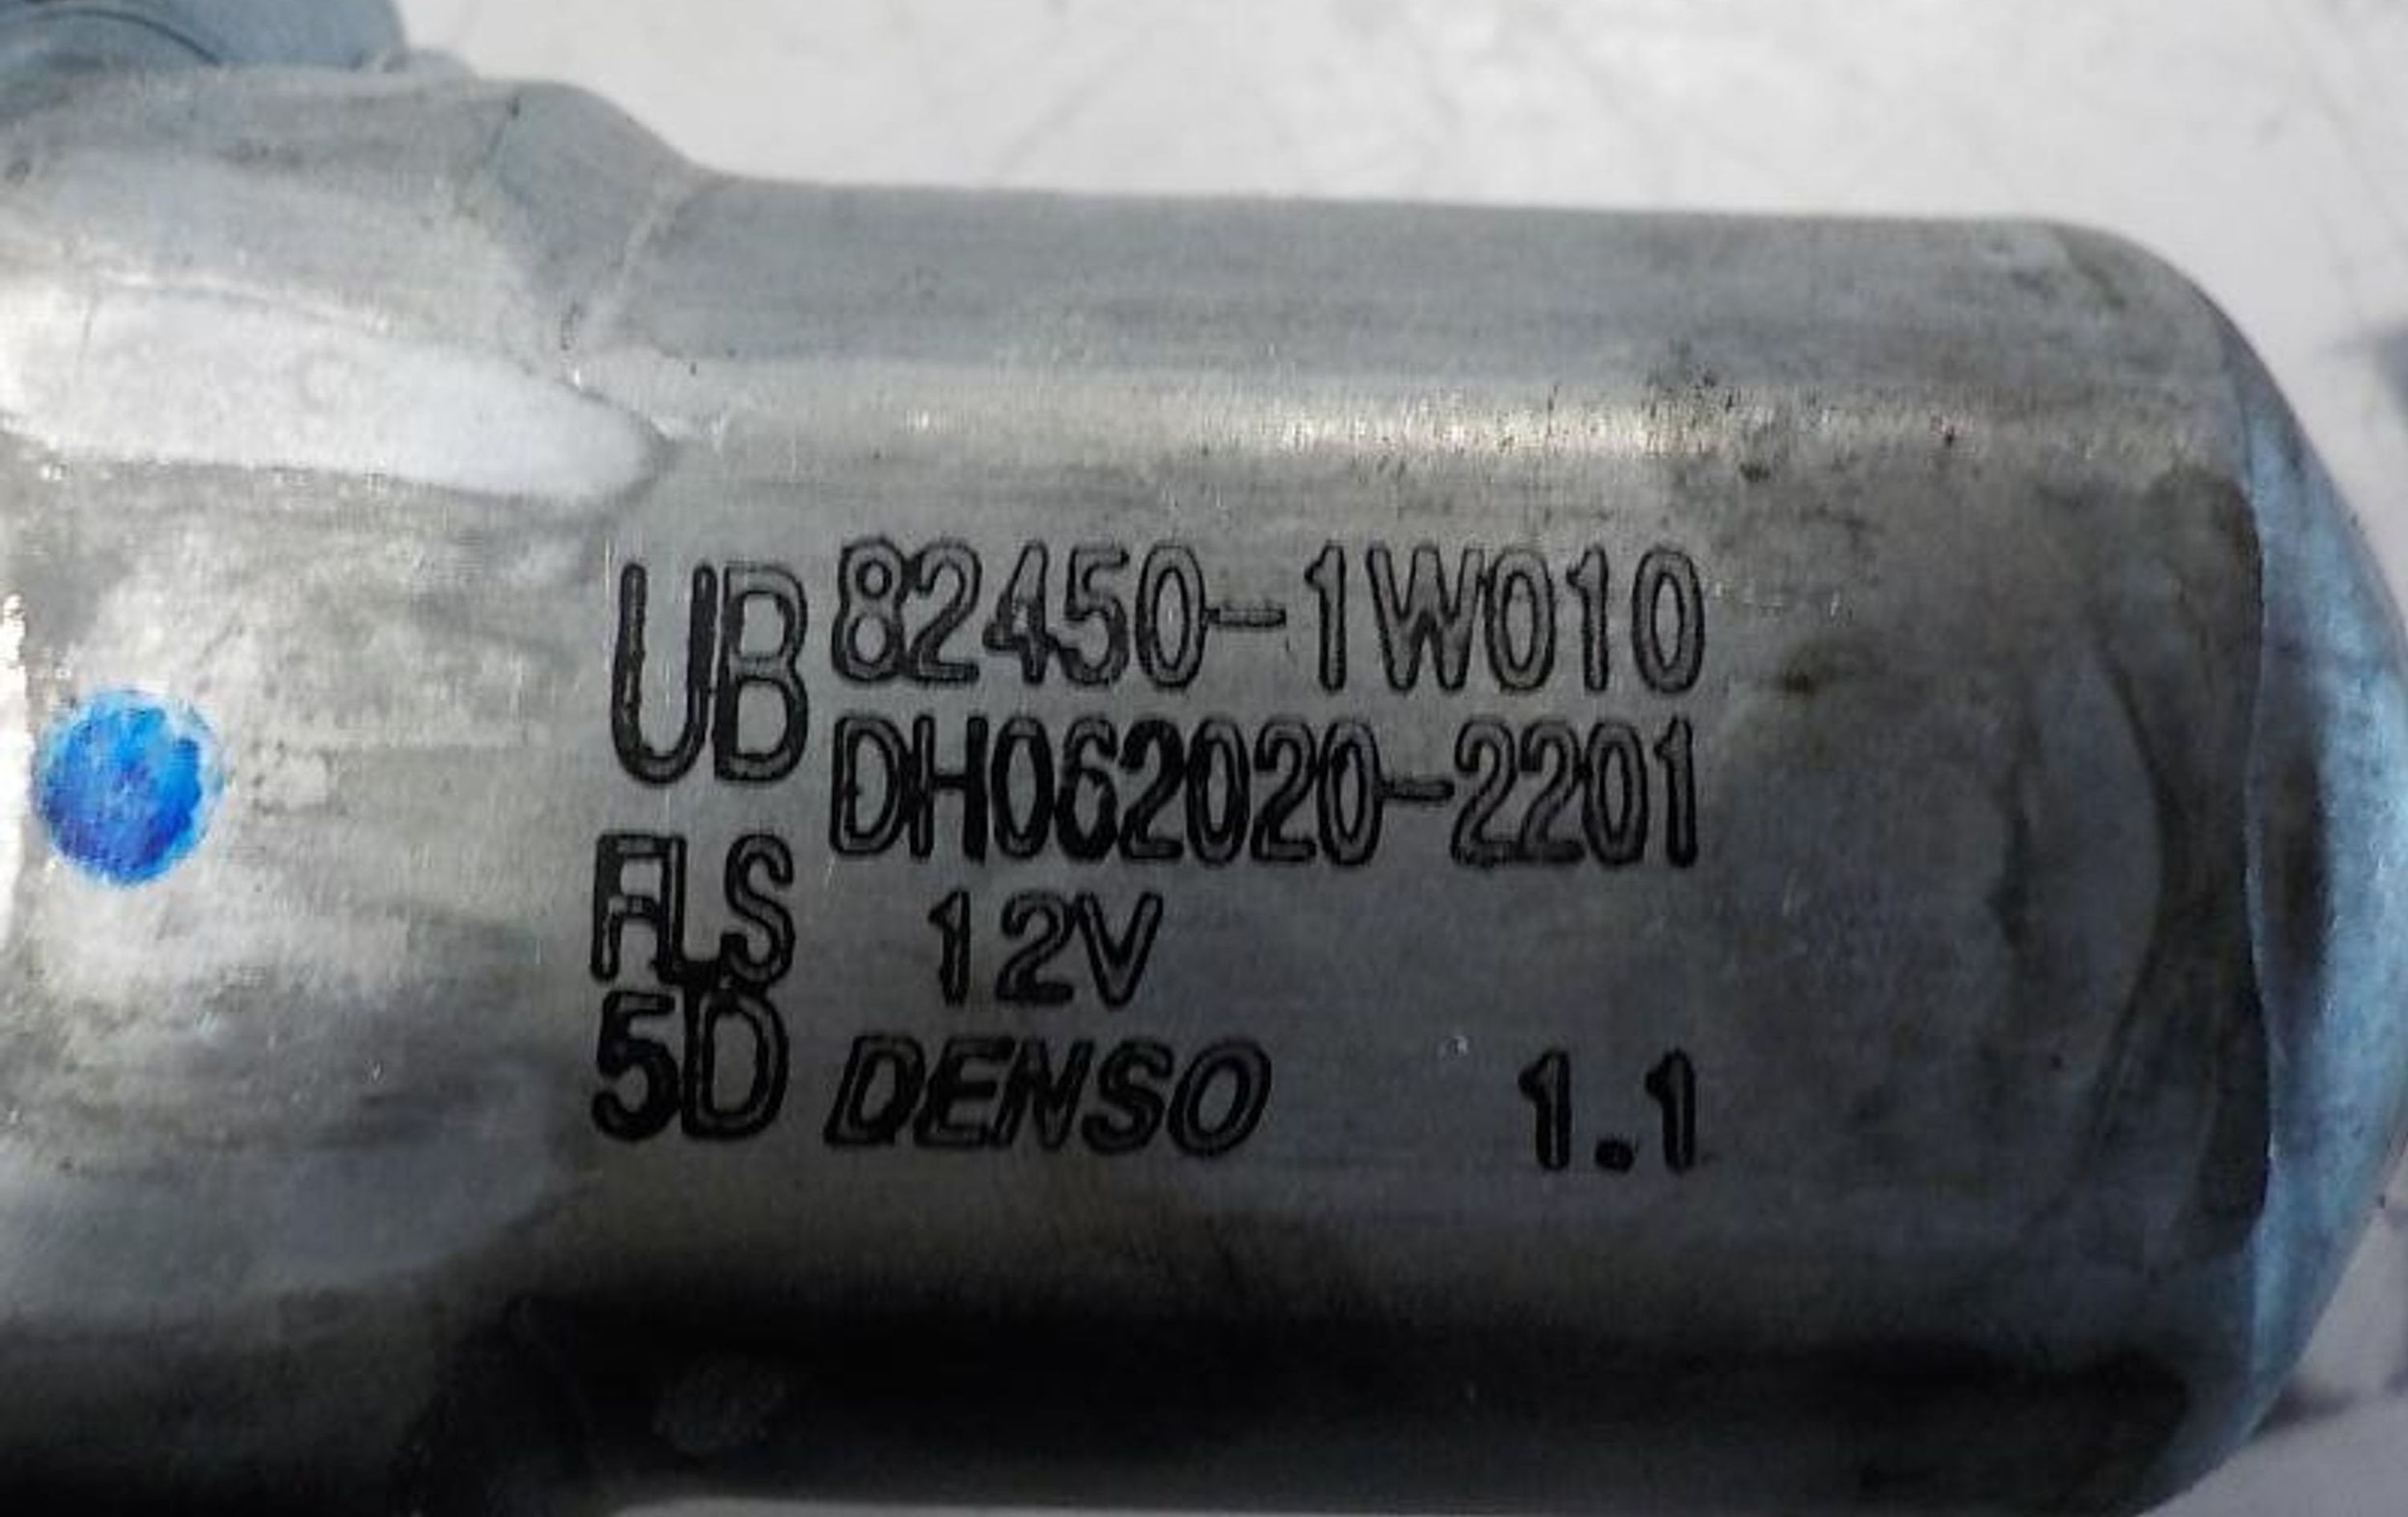 UB 82450-1W010
DH062020-2201
FLS 12V
5D DENSO 1.1